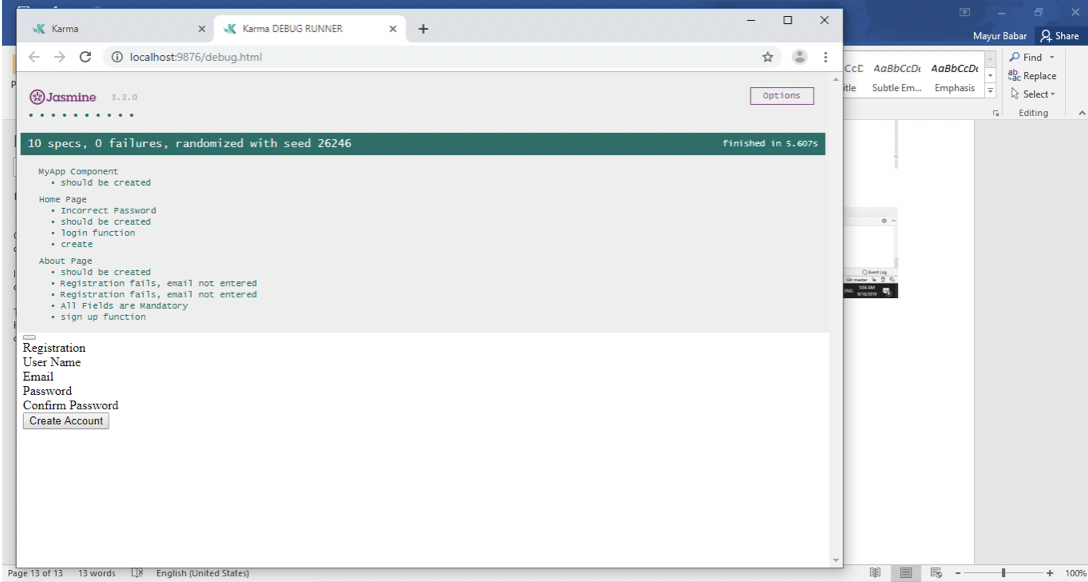 Mayur Babar Share
Karma
Karma DEBUG RUNNER
localhost:9876/debug.html
Find
Replace
Select
Editing
AaBbCcDc AaBbCcDc
Subtle Em... Emphasis
Jasmine 3.3.0
Options
10 specs, 0 failures, randomized with seed 26246
finished in 5.607s
MyApp Component
• should be created
Home Page
• Incorrect Password
• should be created
• login function
• create
About Page
• should be created
• Registration fails, email not entered
• Registration fails, email not entered
• All Fields are Mandatory
• sign up function
Registration
User Name
Email
Password
Confirm Password
Create Account
Event Log
Page 13 of 13 13 words English (United States) 100%